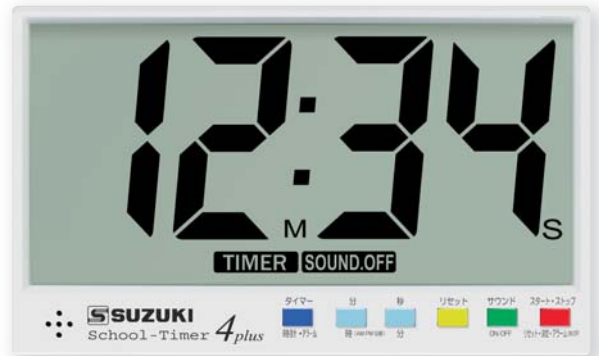 12:34
M S
TIMER SOUND.OFF
SUZUKI
School-Timer 4plus
タイマー 分 秒 リセット サウンド スタート・ストップ
時計・アラーム 時 分 ON/OFF